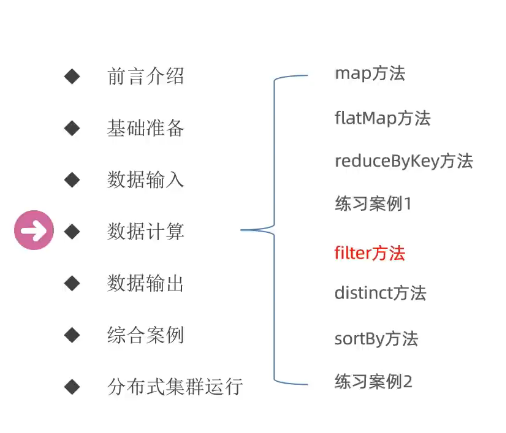 前言介绍
基础准备
数据输入
数据计算
数据输出
综合案例
分布式集群运行
map方法
flatMap方法
reduceByKey方法
练习案例1
filter方法
distinct方法
sortBy方法
练习案例2